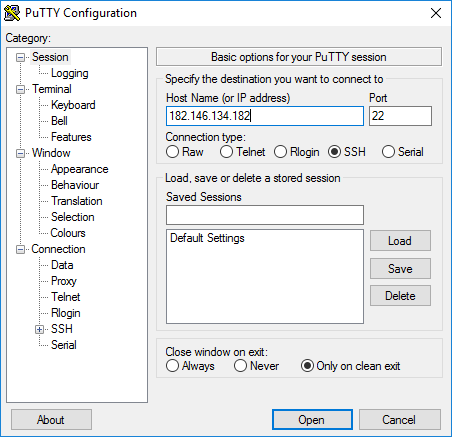 PuTTY Configuration
Category:
Session
Logging
Terminal
Keyboard
Bell
Features
Window
Appearance
Behaviour
Translation
Selection
Colours
Connection
Data
Proxy
Telnet
Rlogin
SSH
Serial
Basic options for your PuTTY session
Specify the destination you want to connect to
Host Name (or IP address) Port
182.146.134.182 22
Connection type:
Raw Telnet Rlogin SSH Serial
Load, save or delete a stored session
Saved Sessions
Default Settings
Load
Save
Delete
Close window on exit:
Always Never Only on clean exit
About Open Cancel